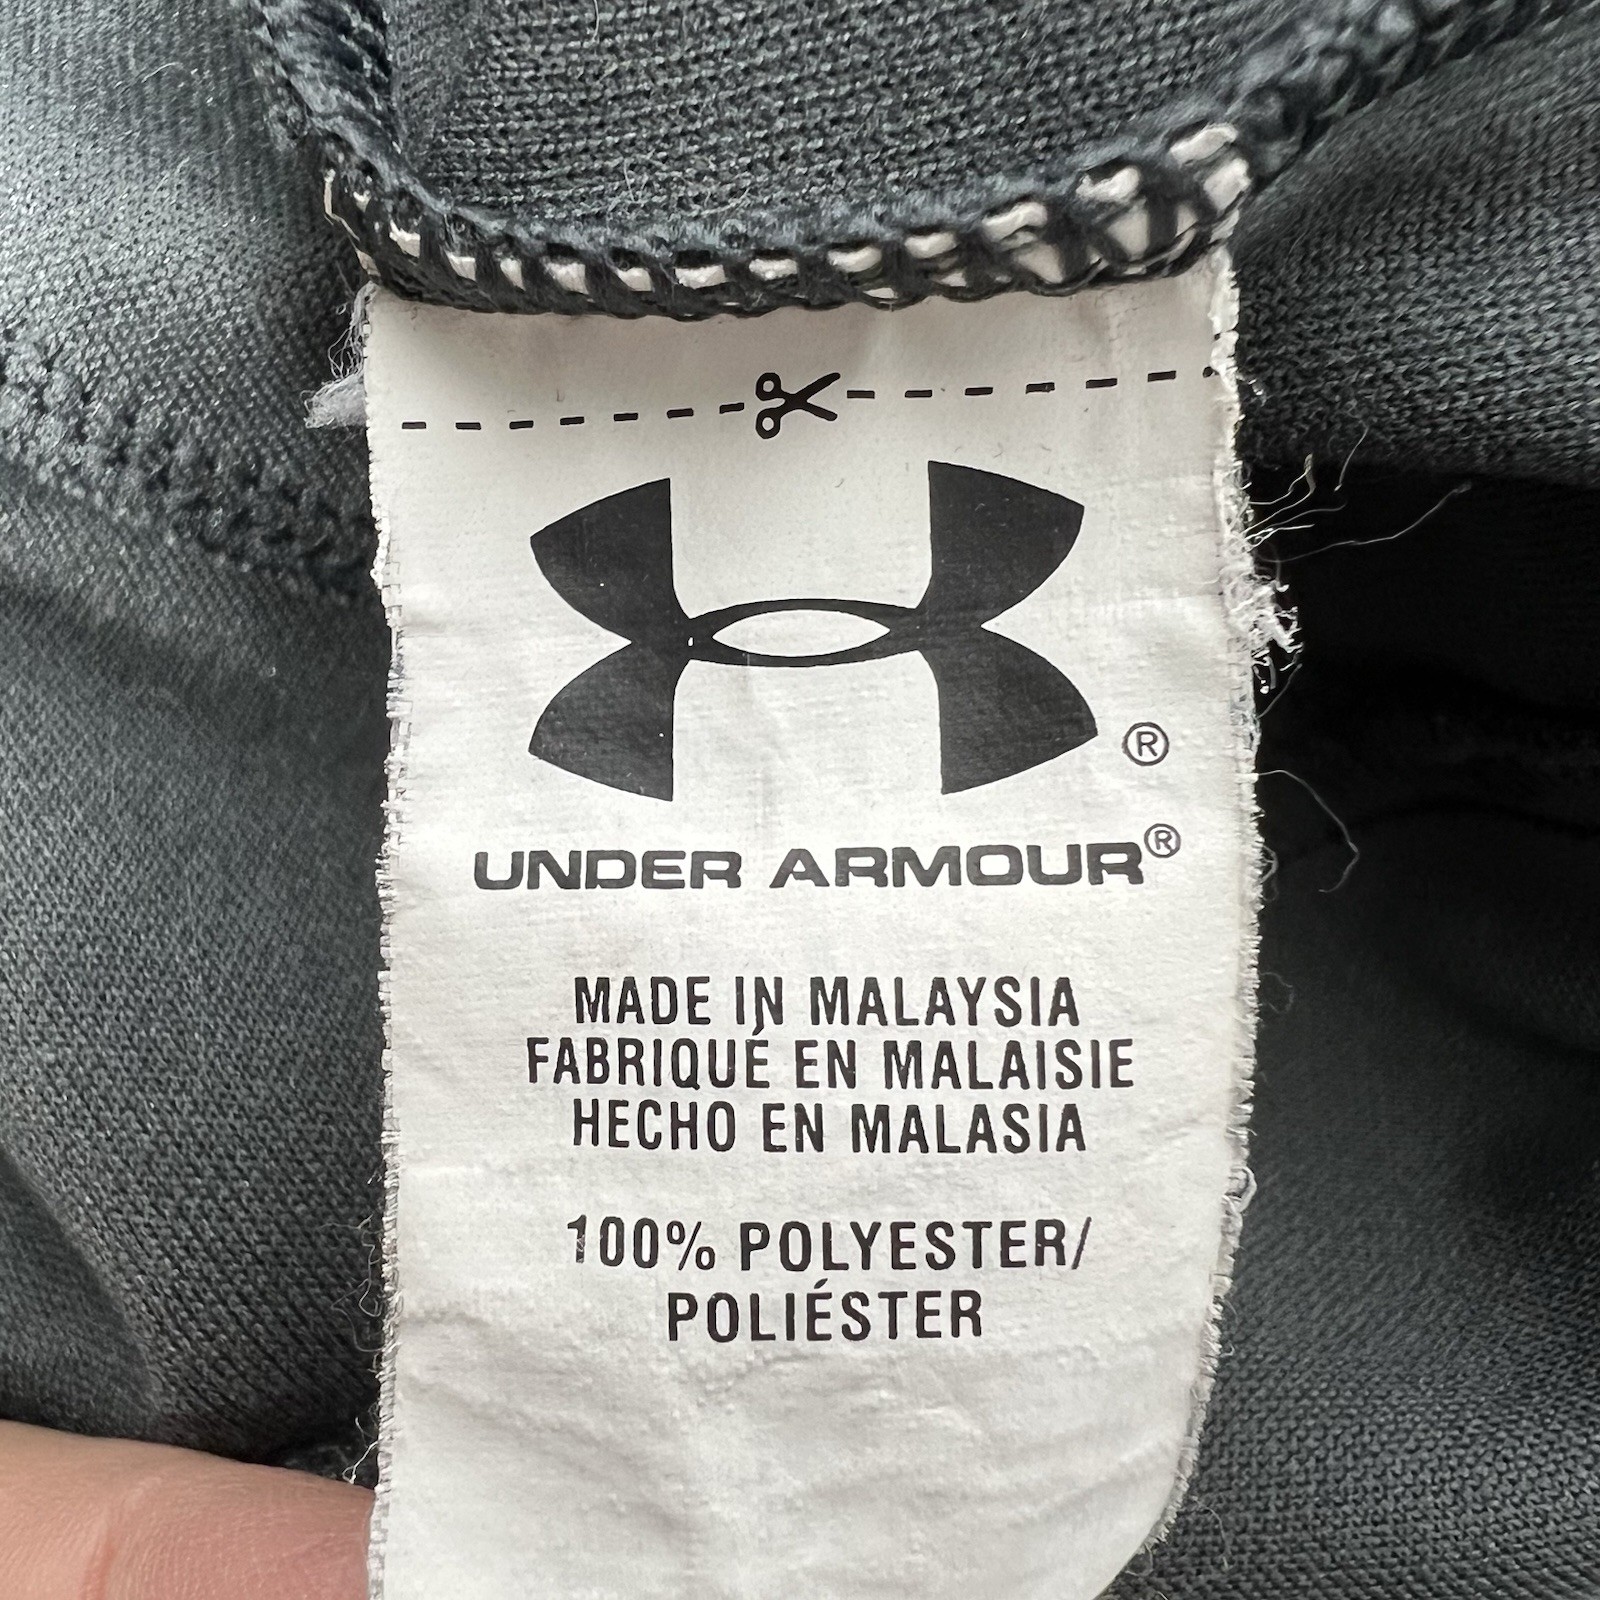 ®
UNDER ARMOUR®
MADE IN MALAYSIA
FABRIQUÉ EN MALAISIE
HECHO EN MALASIA
100% POLYESTER/
POLIÉSTER